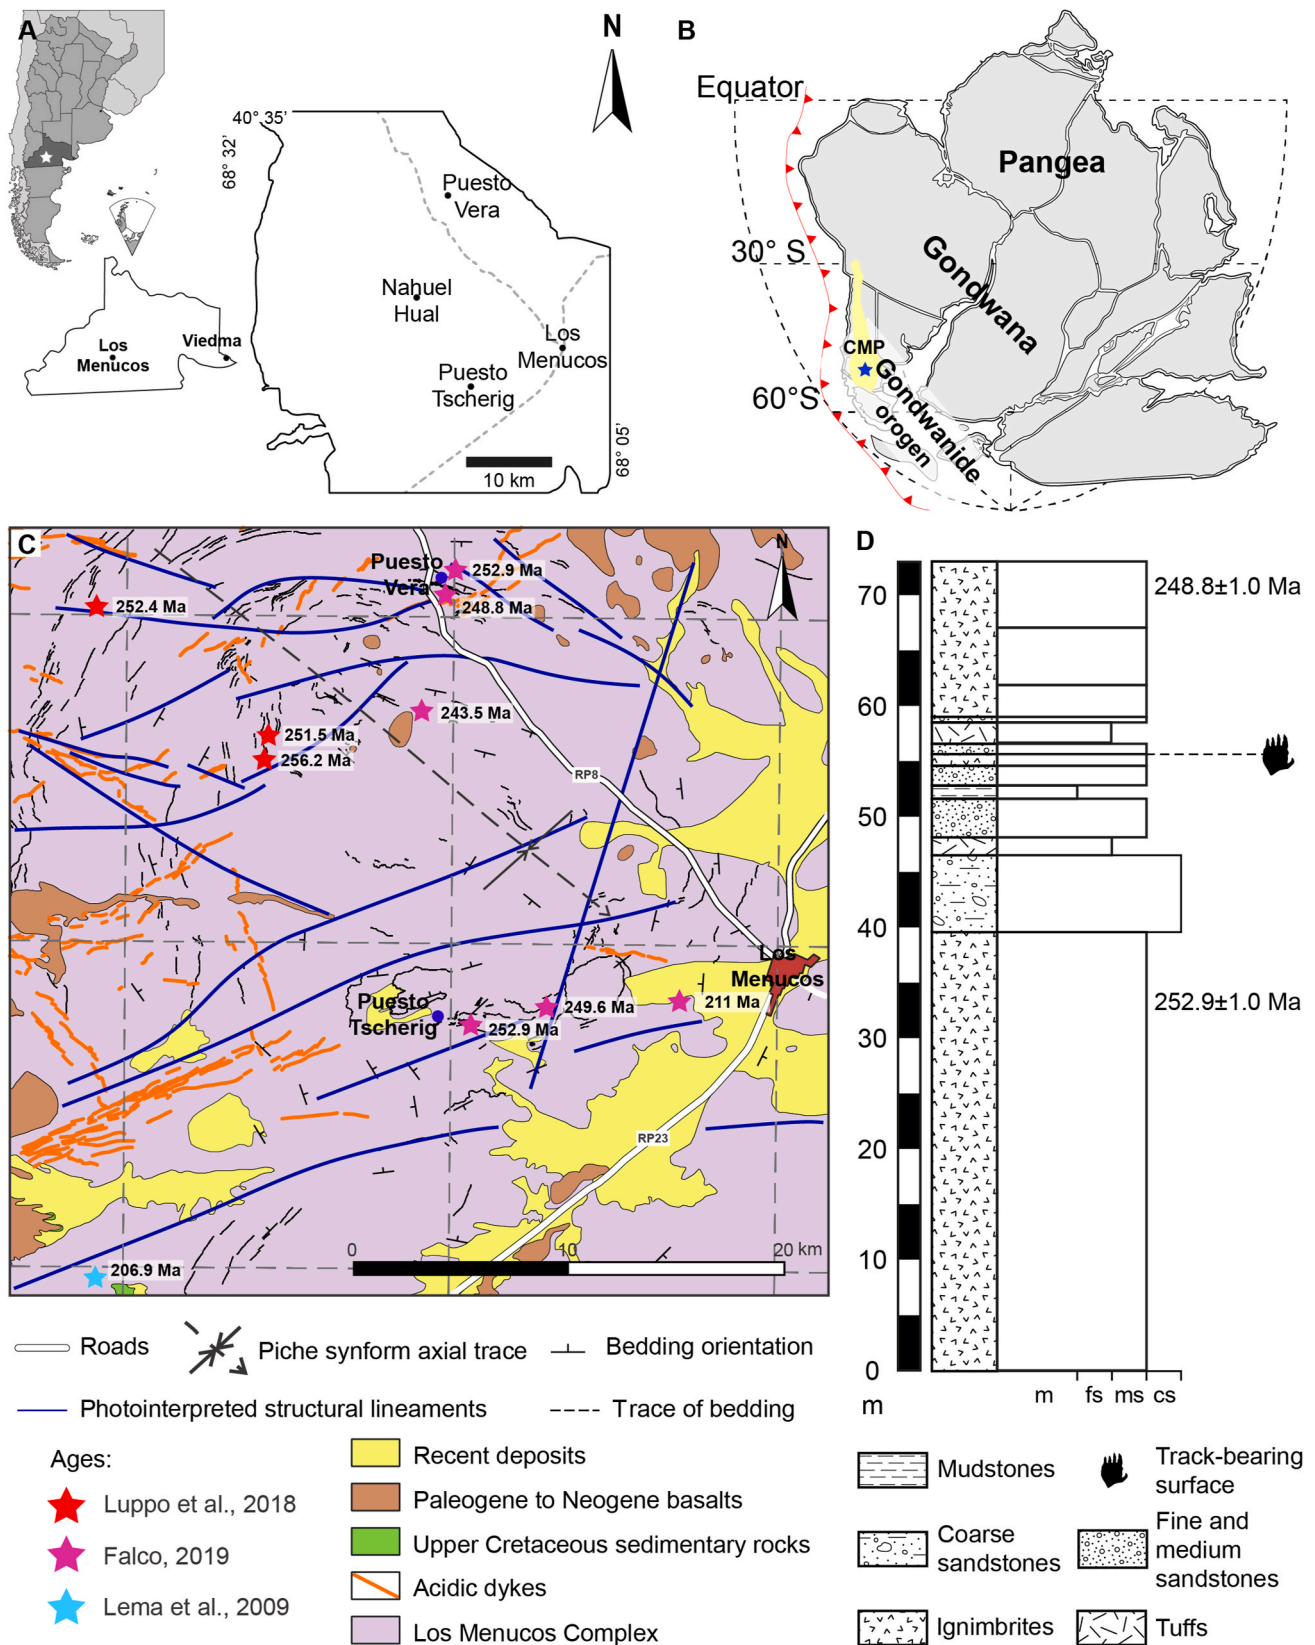 A
N
40° 35’
68° 32’
Puesto
Vera
Nahuel
Hual
Los
Menucos
Puesto
Tscherig
68° 05’
10 km
Los
Menucos
Viedma
B
Equator
Pangea
30° S
Gondwana
CMP
60°S
Gondwanide
orogen
C
N
Puesto
Vera
252.9 Ma
248.8 Ma
252.4 Ma
243.5 Ma
251.5 Ma
256.2 Ma
RP8
Los
Menucos
Puesto
Tscherig
249.6 Ma
211 Ma
252.9 Ma
RP23
206.9 Ma
0
10
20 km
D
70
60
50
40
30
20
10
0
m
248.8±1.0 Ma
252.9±1.0 Ma
m
fs
ms
cs
Roads
Piche synform axial trace
Bedding orientation
Photointerpreted structural lineaments
Trace of bedding
Ages:
Luppo et al., 2018
Falco, 2019
Lema et al., 2009
Recent deposits
Paleogene to Neogene basalts
Upper Cretaceous sedimentary rocks
Acidic dykes
Los Menucos Complex
Mudstones
Track-bearing
surface
Coarse
sandstones
Fine and
medium
sandstones
Ignimbrites
Tuffs